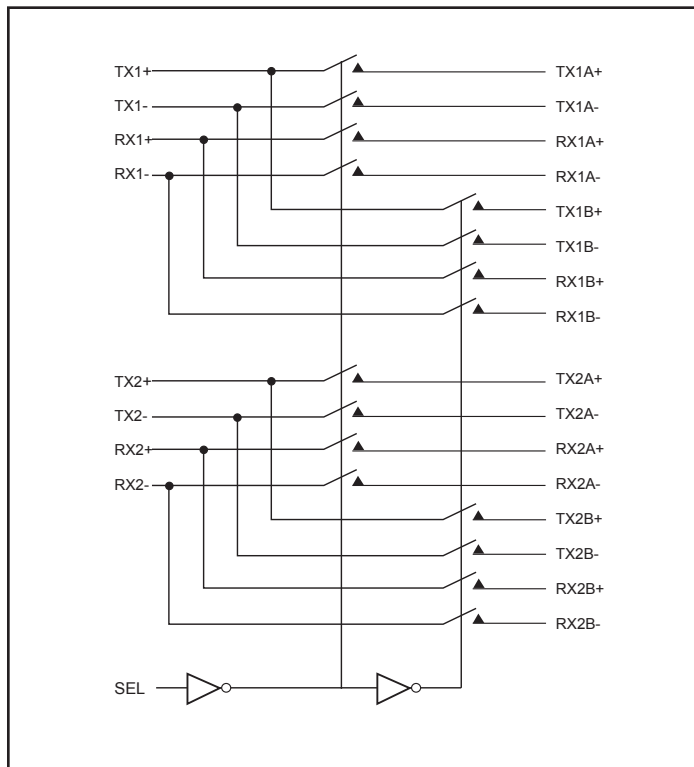 TX1+
TX1A+
TX1-
TX1A-
RX1+
RX1A+
RX1-
RX1A-
TX1B+
TX1B-
RX1B+
RX1B-
TX2+
TX2A+
TX2-
TX2A-
RX2+
RX2A+
RX2-
RX2A-
TX2B+
TX2B-
RX2B+
RX2B-
SEL